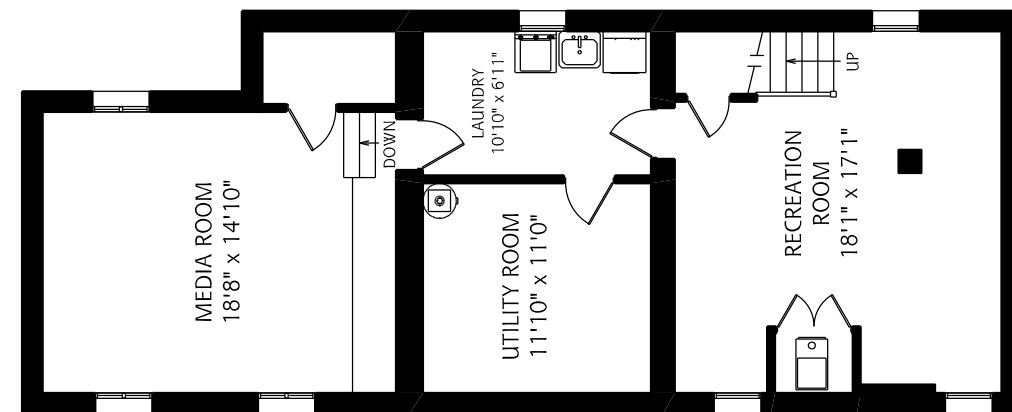 MEDIA ROOM
18'8" x 14'10"
DOWN
LAUNDRY
10'10" x 6'11"
UTILITY ROOM
11'10" x 11'0"
RECREATION
ROOM
18'1" x 17'1"
UP